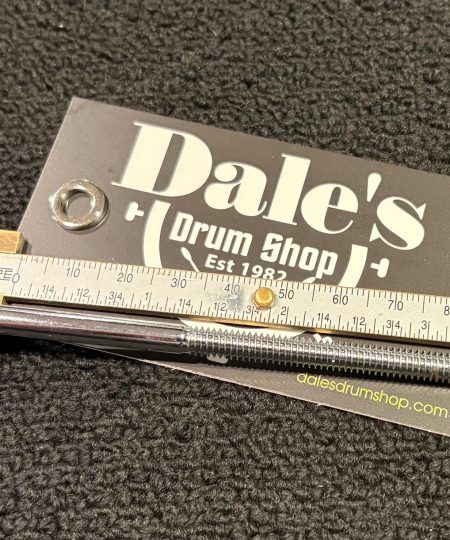 Dale's
Drum Shop
Est 1982
10 20 30 40 50 60 70
1/4 1/2 3/4 1 1/4 1/2 3/4 2 1/4 1/2 3/4 3
dalesdrumshop.com